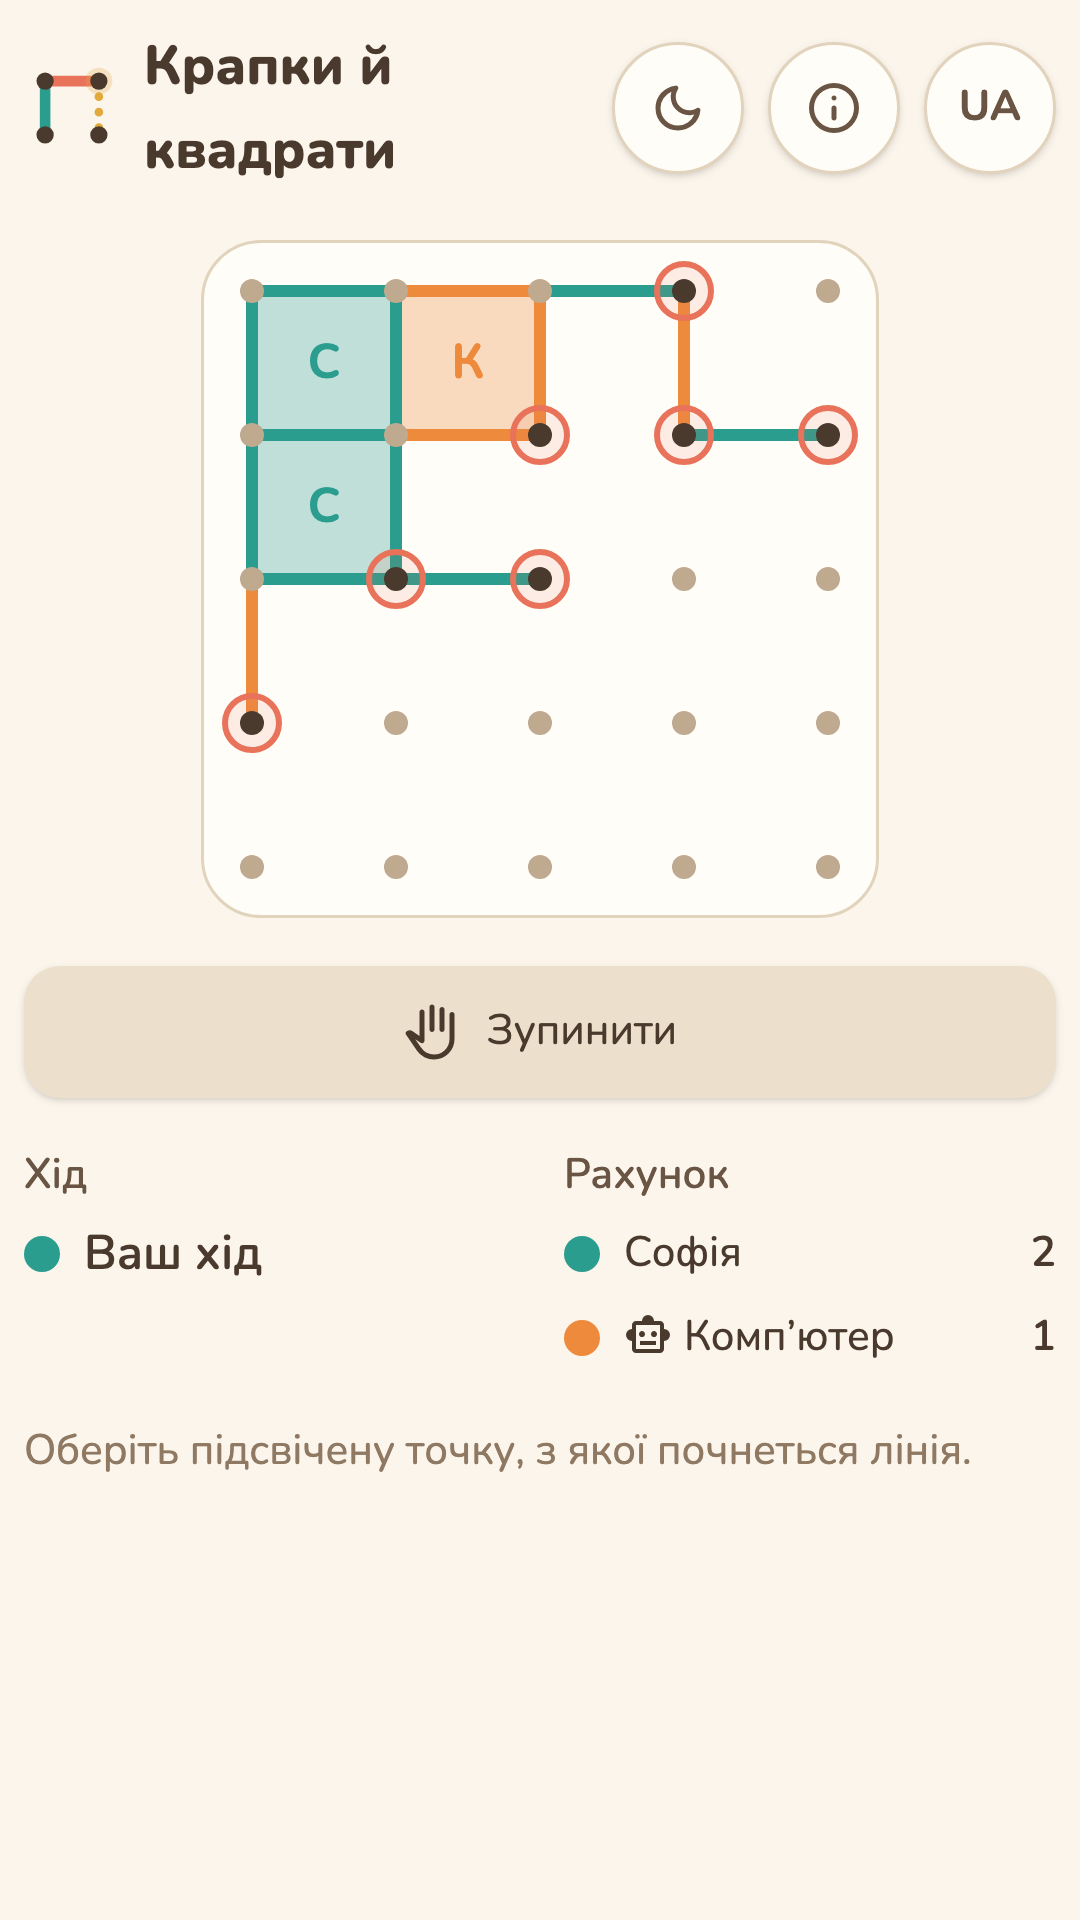 Крапки й
квадрати
UA
С
К
С
Зупинити
Хід
Рахунок
Ваш хід
Софія 2
Комп’ютер 1
Оберіть підсвічену точку, з якої почнеться лінія.